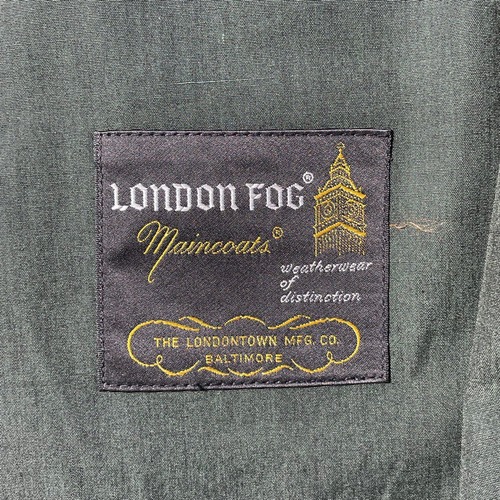 LONDON FOG®
Maincoats®
weatherwear
of
distinction
THE LONDONTOWN MFG. CO.
BALTIMORE